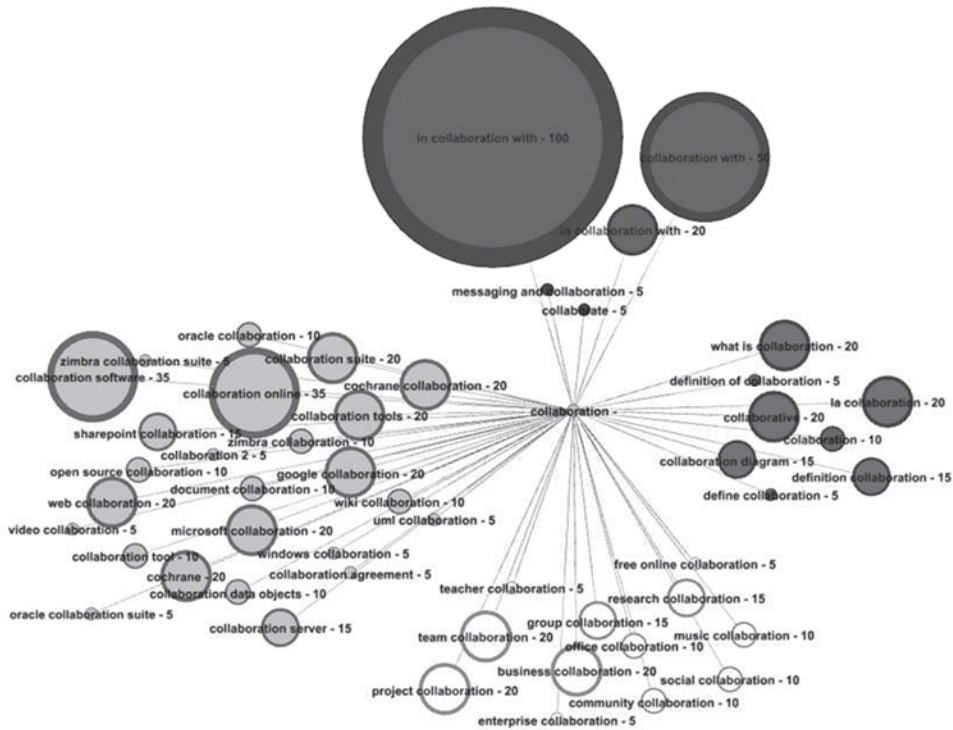 in collaboration with - 100
collaboration with - 50
in collaboration with - 20
messaging and collaboration - 5
collaborate - 5
oracle collaboration - 10
what is collaboration - 20
zimbra collaboration suite - 5
collaboration suite - 20
collaboration software - 35
definition of collaboration - 5
cochrane collaboration - 20
collaboration online - 35
la collaboration - 20
collaboration -
collaboration tools - 20
collaborative - 20
sharepoint collaboration - 15
zimbra collaboration - 10
colaboration - 10
collaboration 2 - 5
collaboration diagram - 15
open source collaboration - 10
google collaboration - 20
definition collaboration - 15
document collaboration - 10
define collaboration - 5
web collaboration - 20
wiki collaboration - 10
uml collaboration - 5
video collaboration - 5
microsoft collaboration - 20
windows collaboration - 5
collaboration tool - 10
free online collaboration - 5
cochrane - 20
collaboration agreement - 5
teacher collaboration - 5
collaboration data objects - 10
research collaboration - 15
oracle collaboration suite - 5
group collaboration - 15
collaboration server - 15
team collaboration - 20
music collaboration - 10
office collaboration - 10
business collaboration - 20
social collaboration - 10
project collaboration - 20
community collaboration - 10
enterprise collaboration - 5